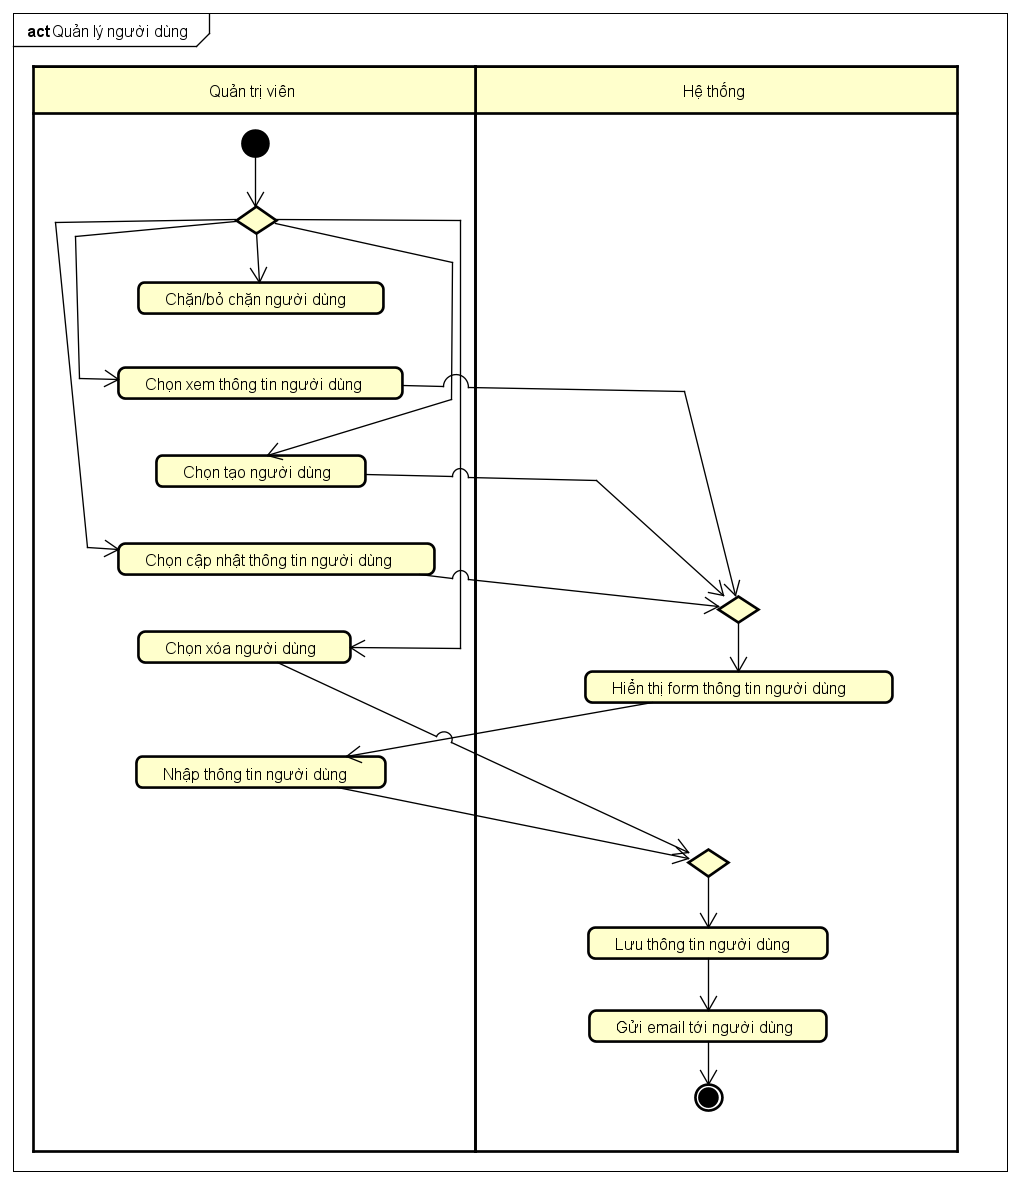 act Quản lý người dùng
Quản trị viên
Hệ thống
Chặn/bỏ chặn người dùng
Chọn xem thông tin người dùng
Chọn tạo người dùng
Chọn cập nhật thông tin người dùng
Chọn xóa người dùng
Hiển thị form thông tin người dùng
Nhập thông tin người dùng
Lưu thông tin người dùng
Gửi email tới người dùng